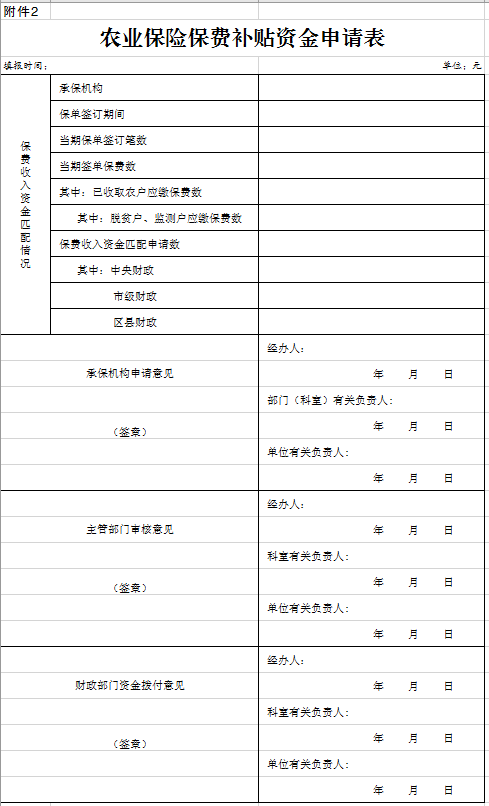 附件2
农业保险保费补贴资金申请表
填报时间： 单位：元
保费收入资金匹配情况
承保机构
保单签订期间
当期保单签订笔数
当期签单保费数
其中：已收取农户应缴保费数
其中：脱贫户、监测户应缴保费数
保费收入资金匹配申请数
其中：中央财政
市级财政
区县财政
承保机构申请意见
（签章）
经办人：
年 月 日
部门（科室）有关负责人：
年 月 日
单位有关负责人：
年 月 日
主管部门审核意见
（签章）
经办人：
年 月 日
科室有关负责人：
年 月 日
单位有关负责人：
年 月 日
财政部门资金拨付意见
（签章）
经办人：
年 月 日
科室有关负责人：
年 月 日
单位有关负责人：
年 月 日